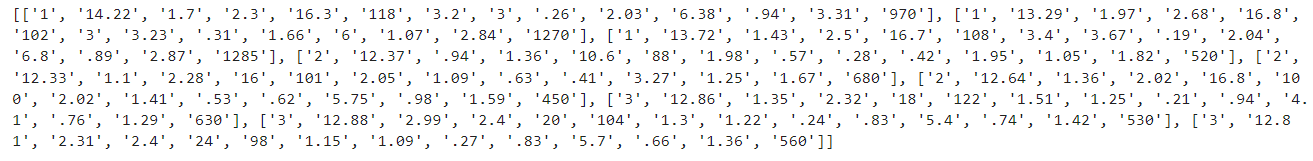 [['1', '14.22', '1.7', '2.3', '16.3', '118', '3.2', '3', '.26', '2.03', '6.38', '.94', '3.31', '970'], ['1', '13.29', '1.97', '2.68', '16.8',
'102', '3', '3.23', '.31', '1.66', '6', '1.07', '2.84', '1270'], ['1', '13.72', '1.43', '2.5', '16.7', '108', '3.4', '3.67', '.19', '2.04',
'6.8', '.89', '2.87', '1285'], ['2', '12.37', '.94', '1.36', '10.6', '88', '1.98', '.57', '.28', '.42', '1.95', '1.05', '1.82', '520'], ['2',
'12.33', '1.1', '2.28', '16', '101', '2.05', '1.09', '.63', '.41', '3.27', '1.25', '1.67', '680'], ['2', '12.64', '1.36', '2.02', '16.8', '10
0', '2.02', '1.41', '.53', '.62', '5.75', '.98', '1.59', '450'], ['3', '12.86', '1.35', '2.32', '18', '122', '1.51', '1.25', '.21', '.94', '4.
1', '.76', '1.29', '630'], ['3', '12.88', '2.99', '2.4', '20', '104', '1.3', '1.22', '.24', '.83', '5.4', '.74', '1.42', '530'], ['3', '12.8
1', '2.31', '2.4', '24', '98', '1.15', '1.09', '.27', '.83', '5.7', '.66', '1.36', '560']]